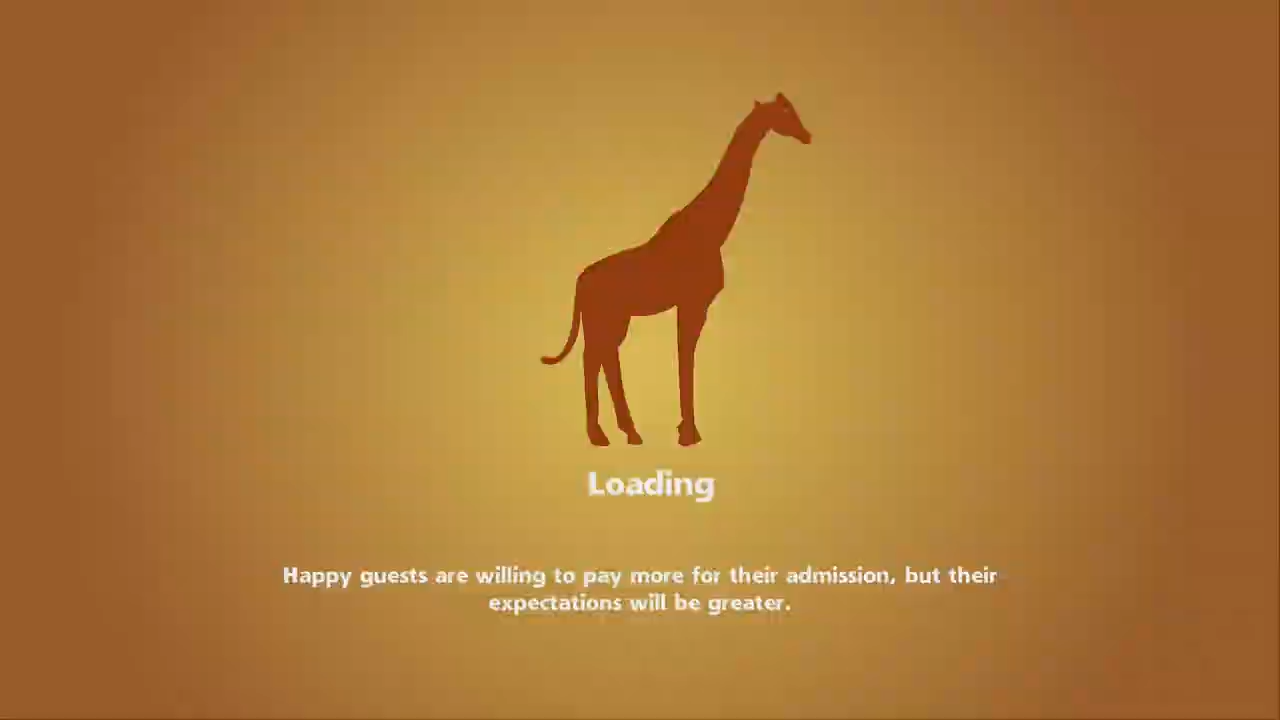 Loading
Happy guests are willing to pay more for their admission, but their
expectations will be greater.